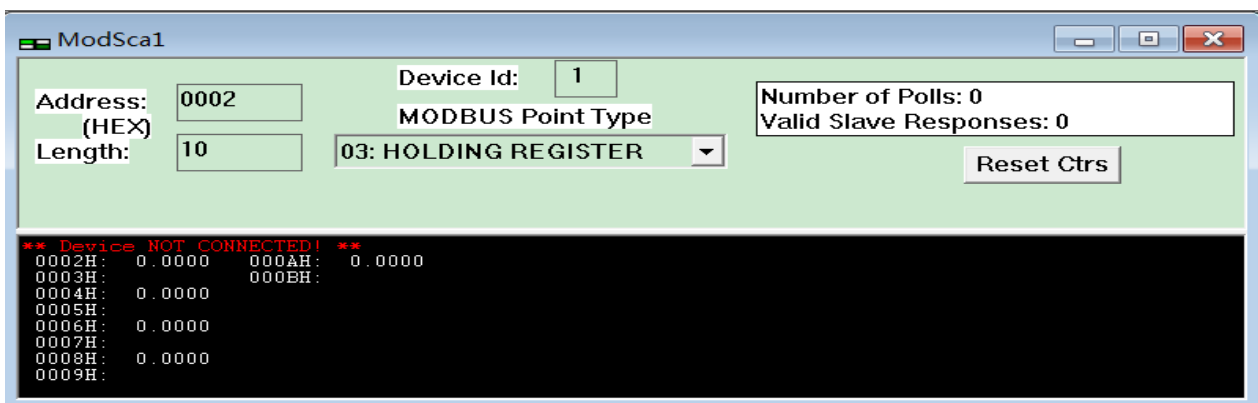 ModSca1
Address: 0002
(HEX)
Length: 10
Device Id: 1
MODBUS Point Type
03: HOLDING REGISTER
Number of Polls: 0
Valid Slave Responses: 0
Reset Ctrs
** Device NOT CONNECTED! **
0002H: 0.0000 000AH: 0.0000
0003H: 000BH:
0004H: 0.0000
0005H:
0006H: 0.0000
0007H:
0008H: 0.0000
0009H: